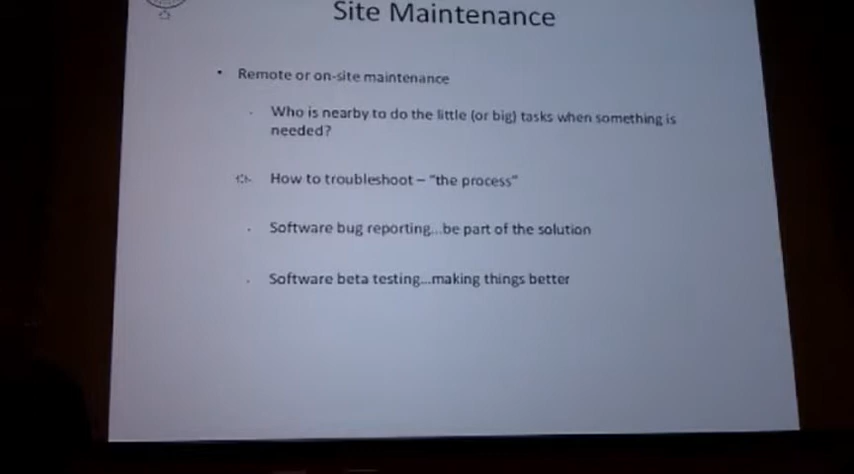 Site Maintenance
• Remote or on-site maintenance
- Who is nearby to do the little (or big) tasks when something is
needed?
- How to troubleshoot – "the process"
- Software bug reporting...be part of the solution
- Software beta testing...making things better